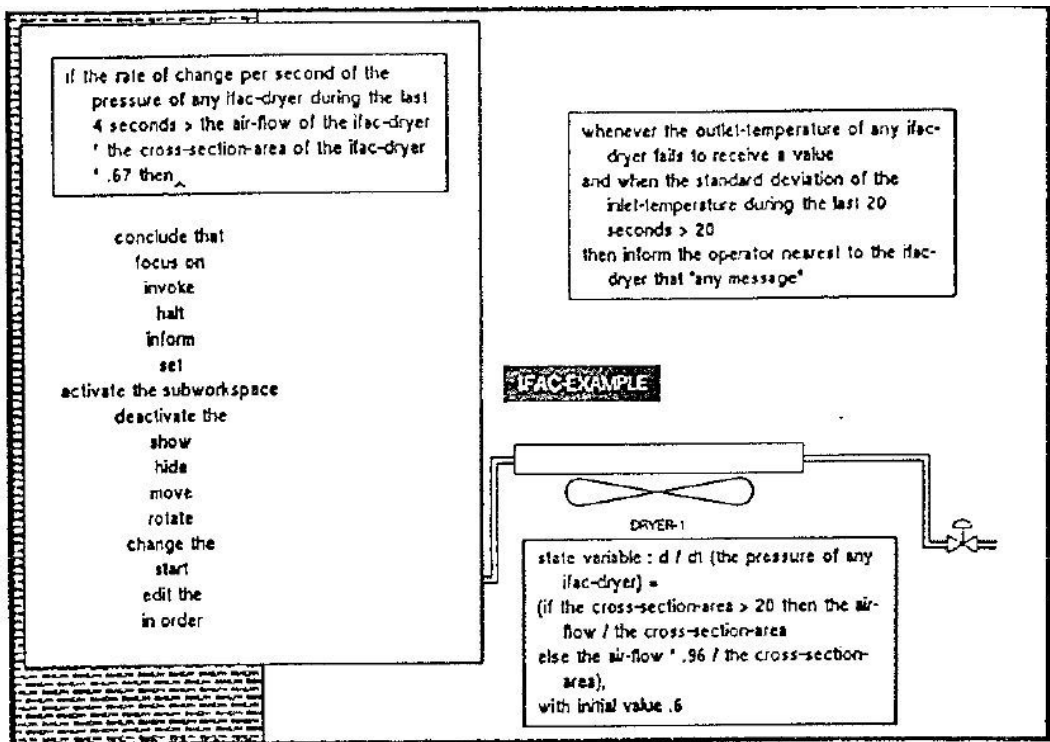 if the rate of change per second of the
pressure of any ifac-dryer during the last
4 seconds > the air-flow of the ifac-dryer
* the cross-section-area of the ifac-dryer
* .67 then
conclude that
focus on
invoke
halt
inform
set
activate the subworkspace
deactivate the
show
hide
move
rotate
change the
start
edit the
in order
whenever the outlet-temperature of any ifac-
dryer fails to receive a value
and when the standard deviation of the
inlet-temperature during the last 20
seconds > 20
then inform the operator nearest to the ifac-
dryer that "any message"
IFAC-EXAMPLE
DRYER-1
state variable : d / dt (the pressure of any
ifac-dryer) =
(if the cross-section-area > 20 then the air-
flow / the cross-section-area
else the air-flow * .96 / the cross-section-
area),
with initial value .6